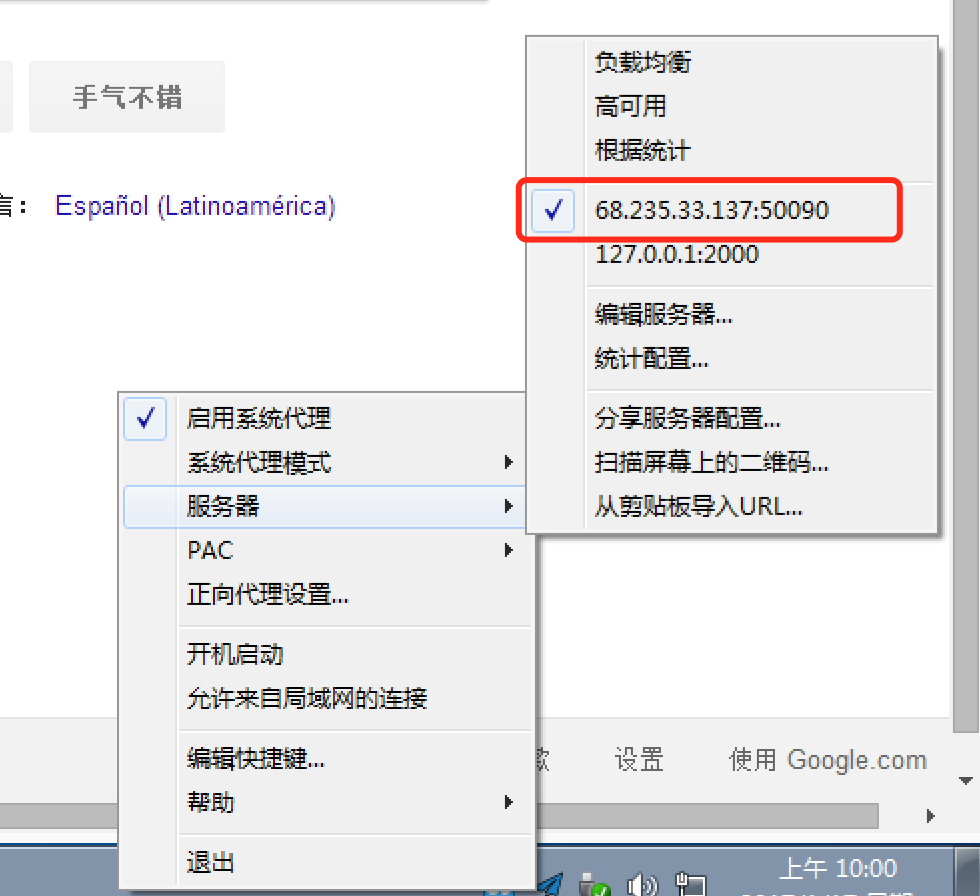 手气不错
言： Español (Latinoamérica)
负载均衡
高可用
根据统计
68.235.33.137:50090
127.0.0.1:2000
编辑服务器...
统计配置...
分享服务器配置...
扫描屏幕上的二维码...
从剪贴板导入URL...
启用系统代理
系统代理模式
服务器
PAC
正向代理设置...
开机启动
允许来自局域网的连接
编辑快捷键...
帮助
退出
设置
使用 Google.com
上午 10:00